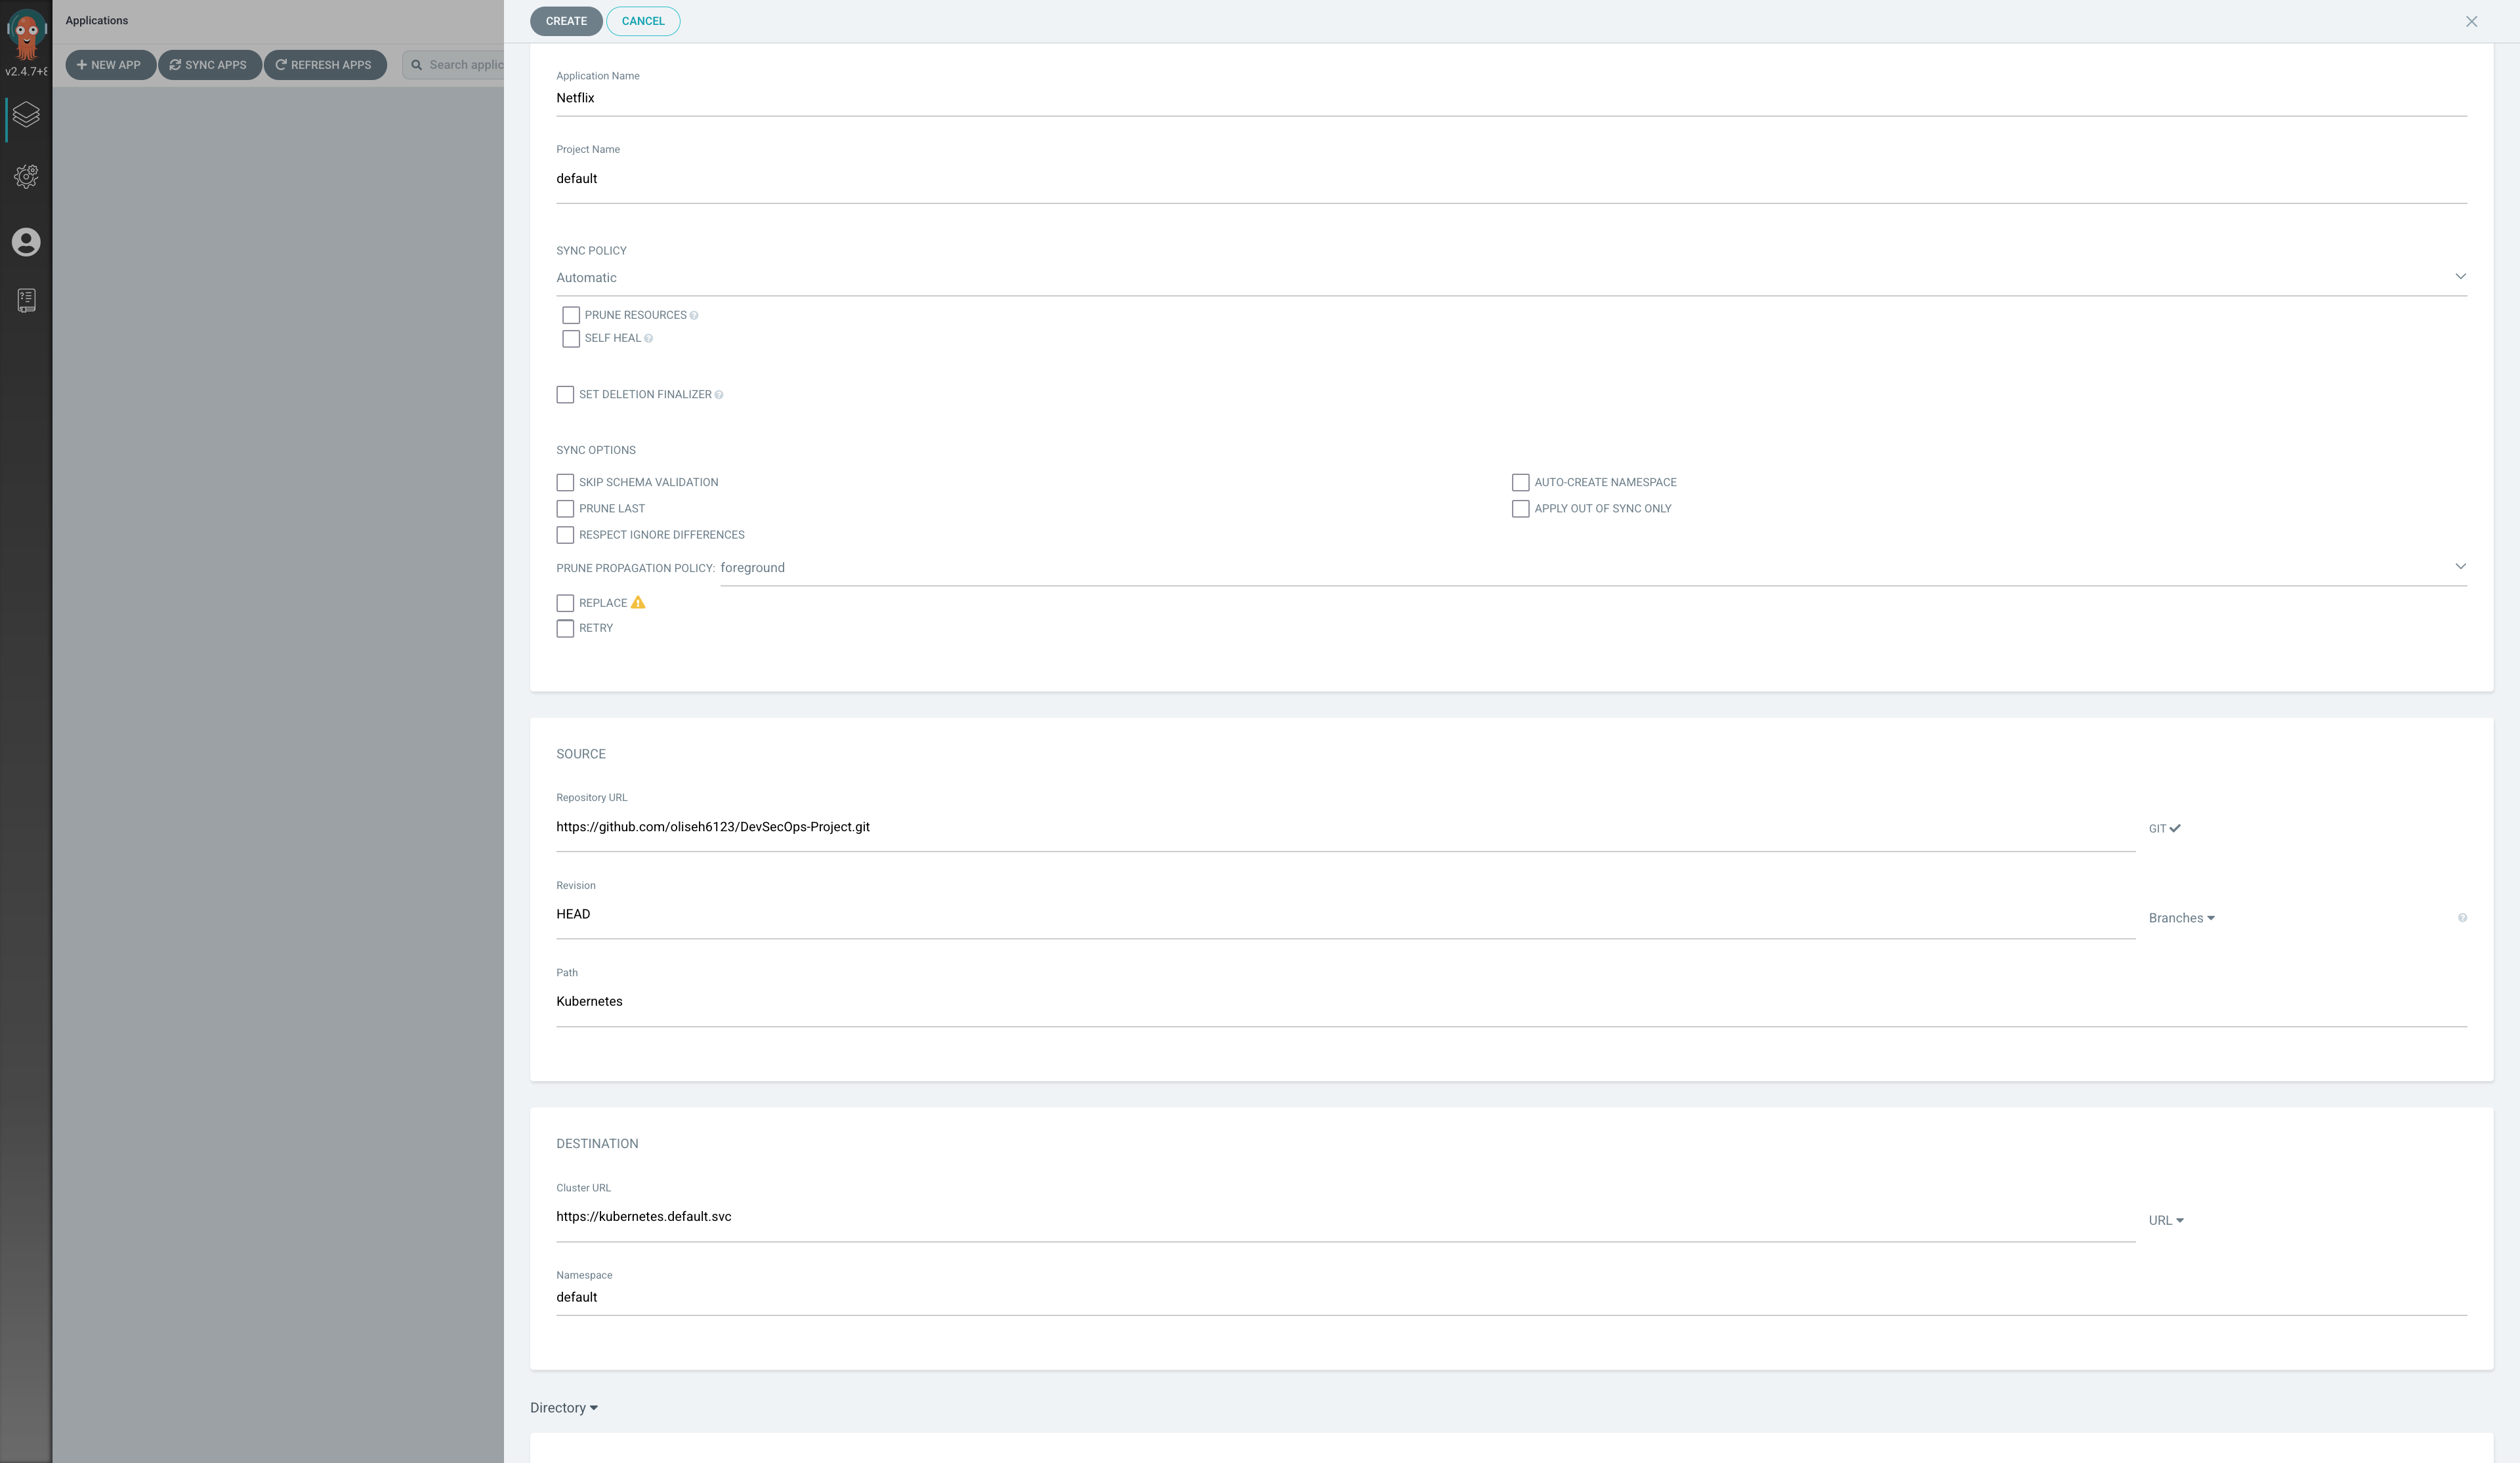 Applications
CREATE
CANCEL
v2.4.7+8
NEW APP
SYNC APPS
REFRESH APPS
Search applic
Application Name
Netflix
Project Name
default
SYNC POLICY
Automatic
PRUNE RESOURCES
SELF HEAL
SET DELETION FINALIZER
SYNC OPTIONS
SKIP SCHEMA VALIDATION
AUTO-CREATE NAMESPACE
PRUNE LAST
APPLY OUT OF SYNC ONLY
RESPECT IGNORE DIFFERENCES
PRUNE PROPAGATION POLICY: foreground
REPLACE
RETRY
SOURCE
Repository URL
https://github.com/oliseh6123/DevSecOps-Project.git
GIT
Revision
HEAD
Branches
Path
Kubernetes
DESTINATION
Cluster URL
https://kubernetes.default.svc
URL
Namespace
default
Directory